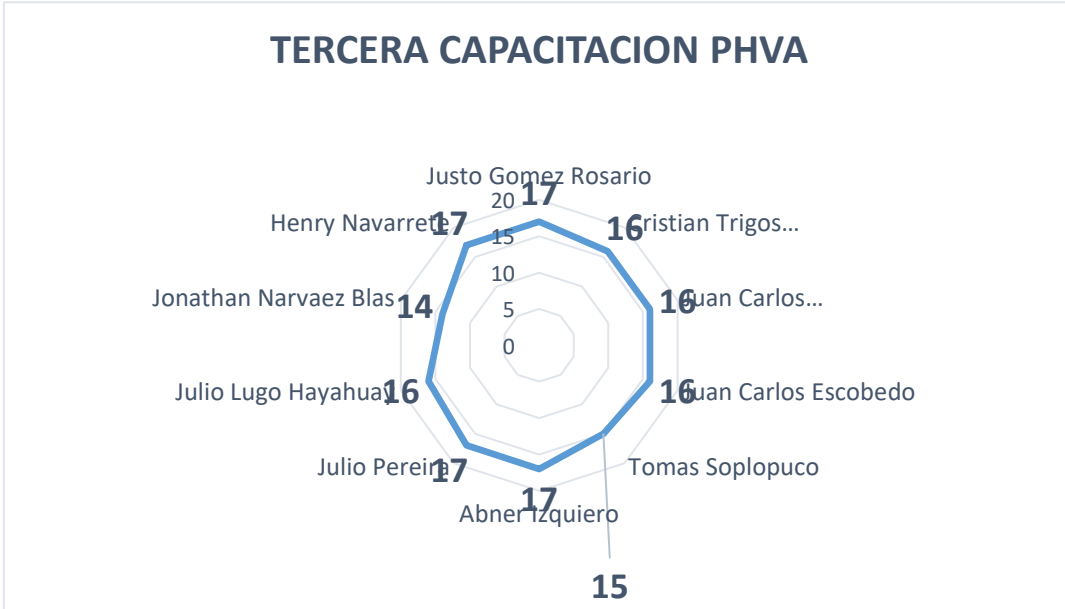 TERCERA CAPACITACION PHVA
Justo Gomez Rosario
17
20
Henry Navarrete
17
16
Cristian Trigos...
15
10
Jonathan Narvaez Blas
14
16
Juan Carlos...
5
0
Julio Lugo Hayahuay
16
16
Juan Carlos Escobedo
Julio Pereira
17
Tomas Soplopuco
17
Abner Izquiero
15